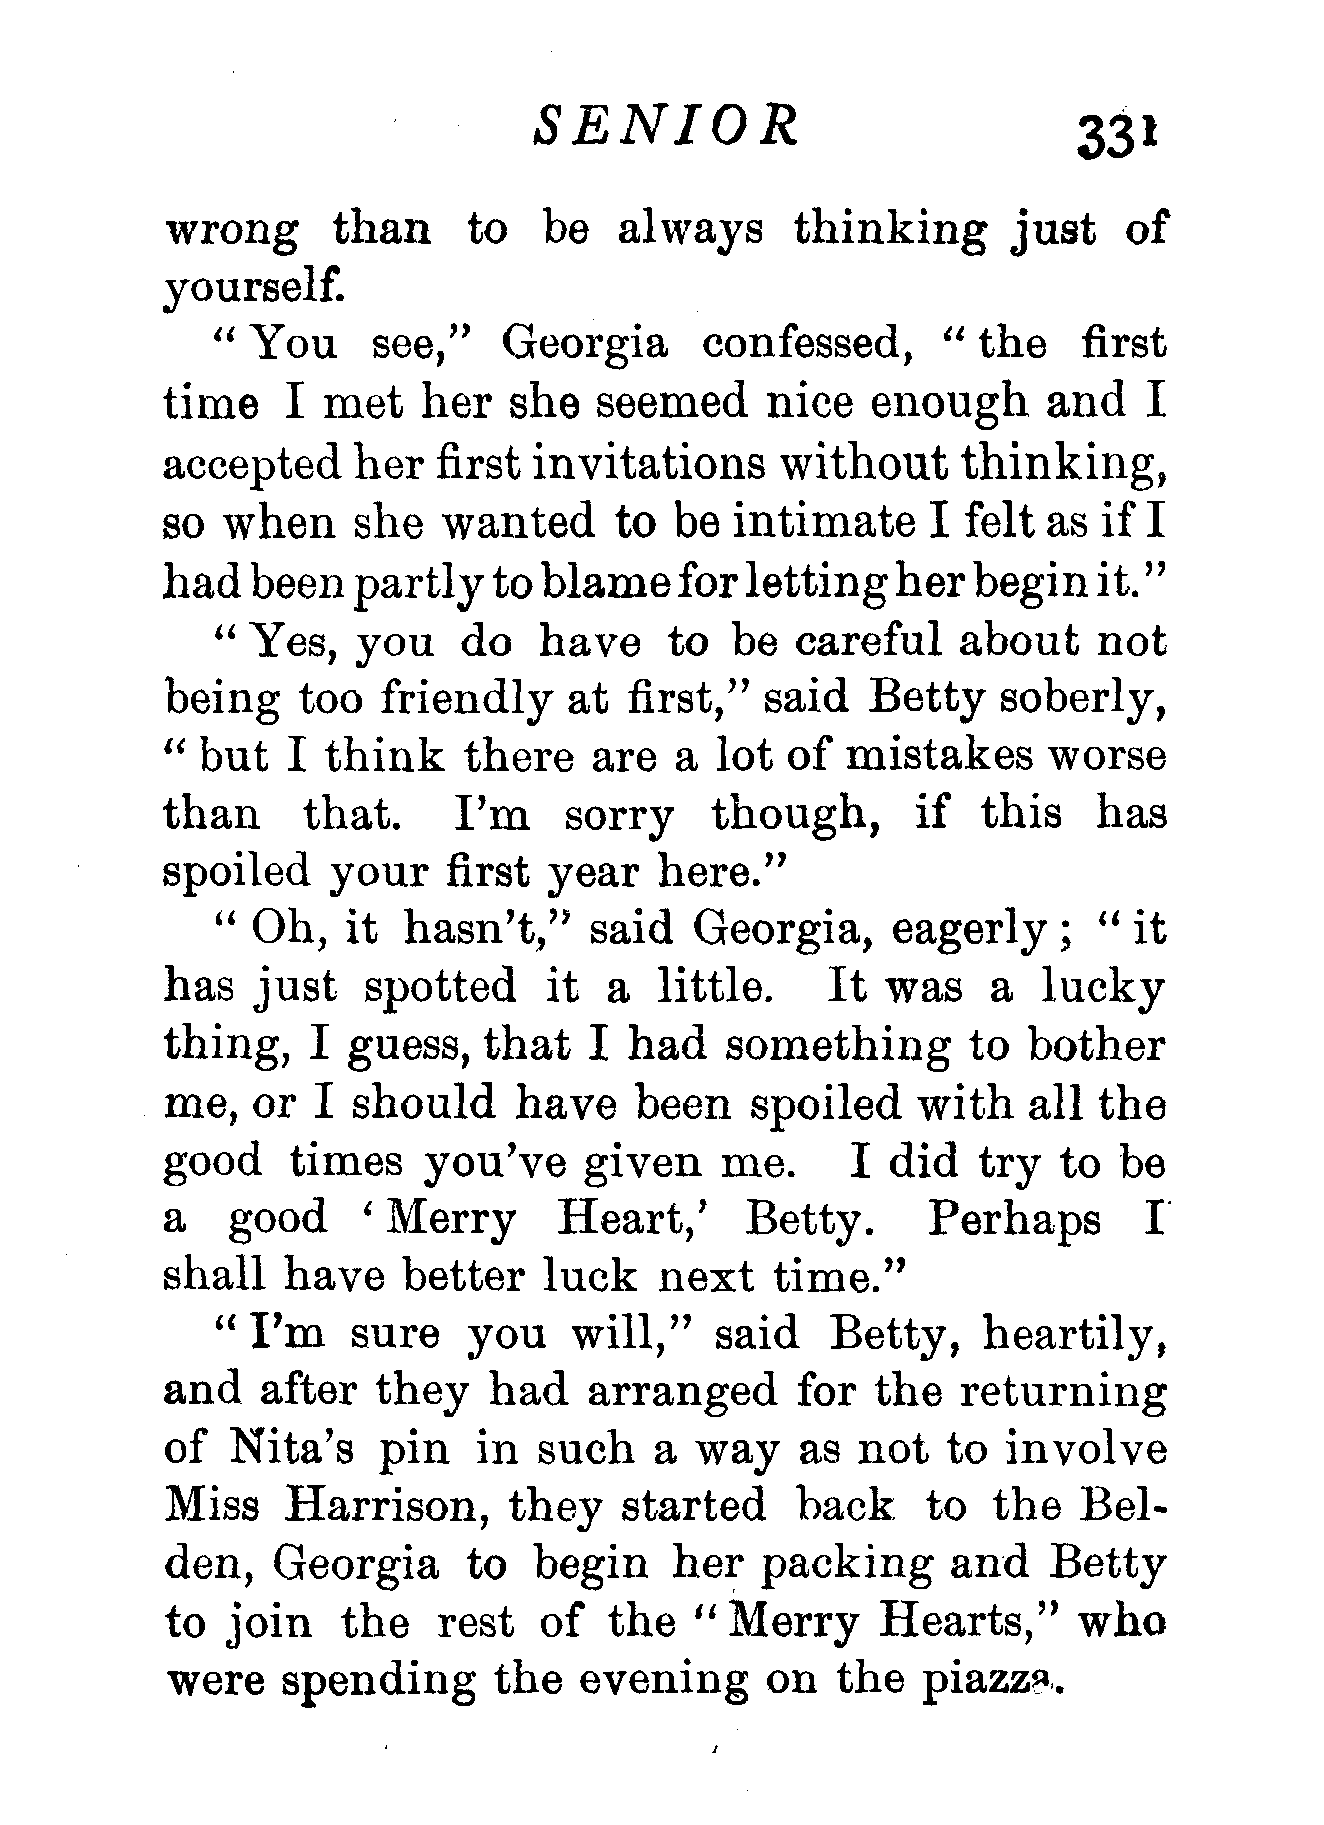 SENIOR 331
wrong than to be always thinking just of
yourself.
“ You see,” Georgia confessed, “ the first
time I met her she seemed nice enough and I
accepted her first invitations without thinking,
so when she wanted to be intimate I felt as if I
had been partly to blame for letting her begin it.”
“ Yes, you do have to be careful about not
being too friendly at first,” said Betty soberly,
“ but I think there are a lot of mistakes worse
than that. I’m sorry though, if this has
spoiled your first year here.”
“ Oh, it hasn’t,” said Georgia, eagerly ; “ it
has just spotted it a little. It was a lucky
thing, I guess, that I had something to bother
me, or I should have been spoiled with all the
good times you’ve given me. I did try to be
a good ‘ Merry Heart,’ Betty. Perhaps I
shall have better luck next time.”
“ I’m sure you will,” said Betty, heartily,
and after they had arranged for the returning
of Nita’s pin in such a way as not to involve
Miss Harrison, they started back to the Bel-
den, Georgia to begin her packing and Betty
to join the rest of the “ Merry Hearts,” who
were spending the evening on the piazza.